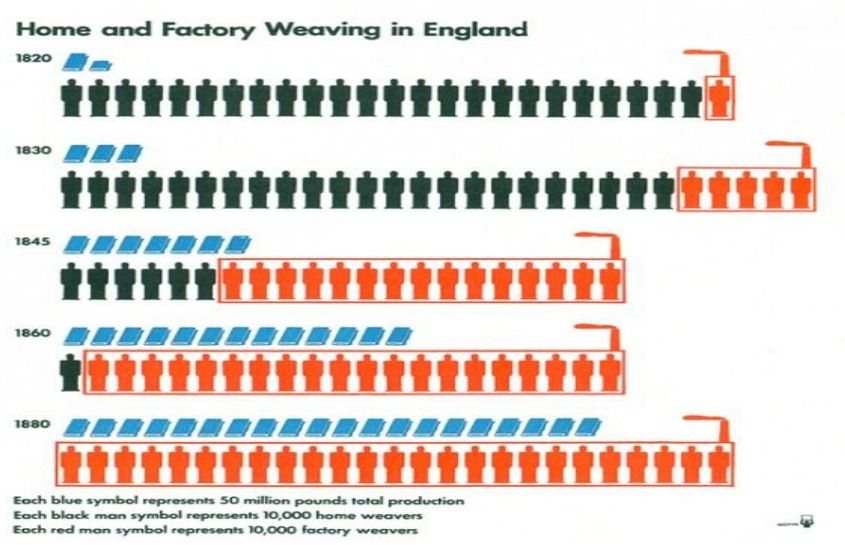 Home and Factory Weaving in England
1820
1830
1845
1860
1880
Each blue symbol represents 50 million pounds total production
Each black man symbol represents 10,000 home weavers
Each red man symbol represents 10,000 factory weavers